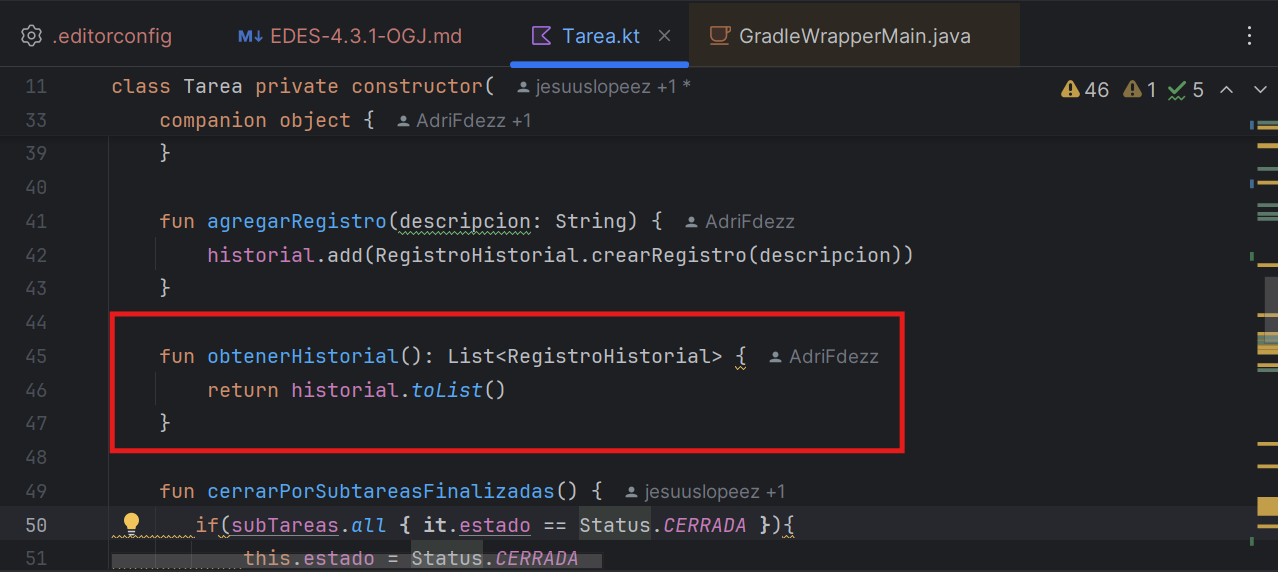 .editorconfig M↓ EDES-4.3.1-OGJ.md Tarea.kt GradleWrapperMain.java
11 class Tarea private constructor( jesuuslopeez +1 * 46 1 5
33 companion object { AdriFdezz +1
39 }
40
41 fun agregarRegistro(descripcion: String) { AdriFdezz
42 historial.add(RegistroHistorial.crearRegistro(descripcion))
43 }
44
45 fun obtenerHistorial(): List<RegistroHistorial> { AdriFdezz
46 return historial.toList()
47 }
48
49 fun cerrarPorSubtareasFinalizadas() { jesuuslopeez +1
50 if(subTareas.all { it.estado == Status.CERRADA }){
51 this.estado = Status.CERRADA